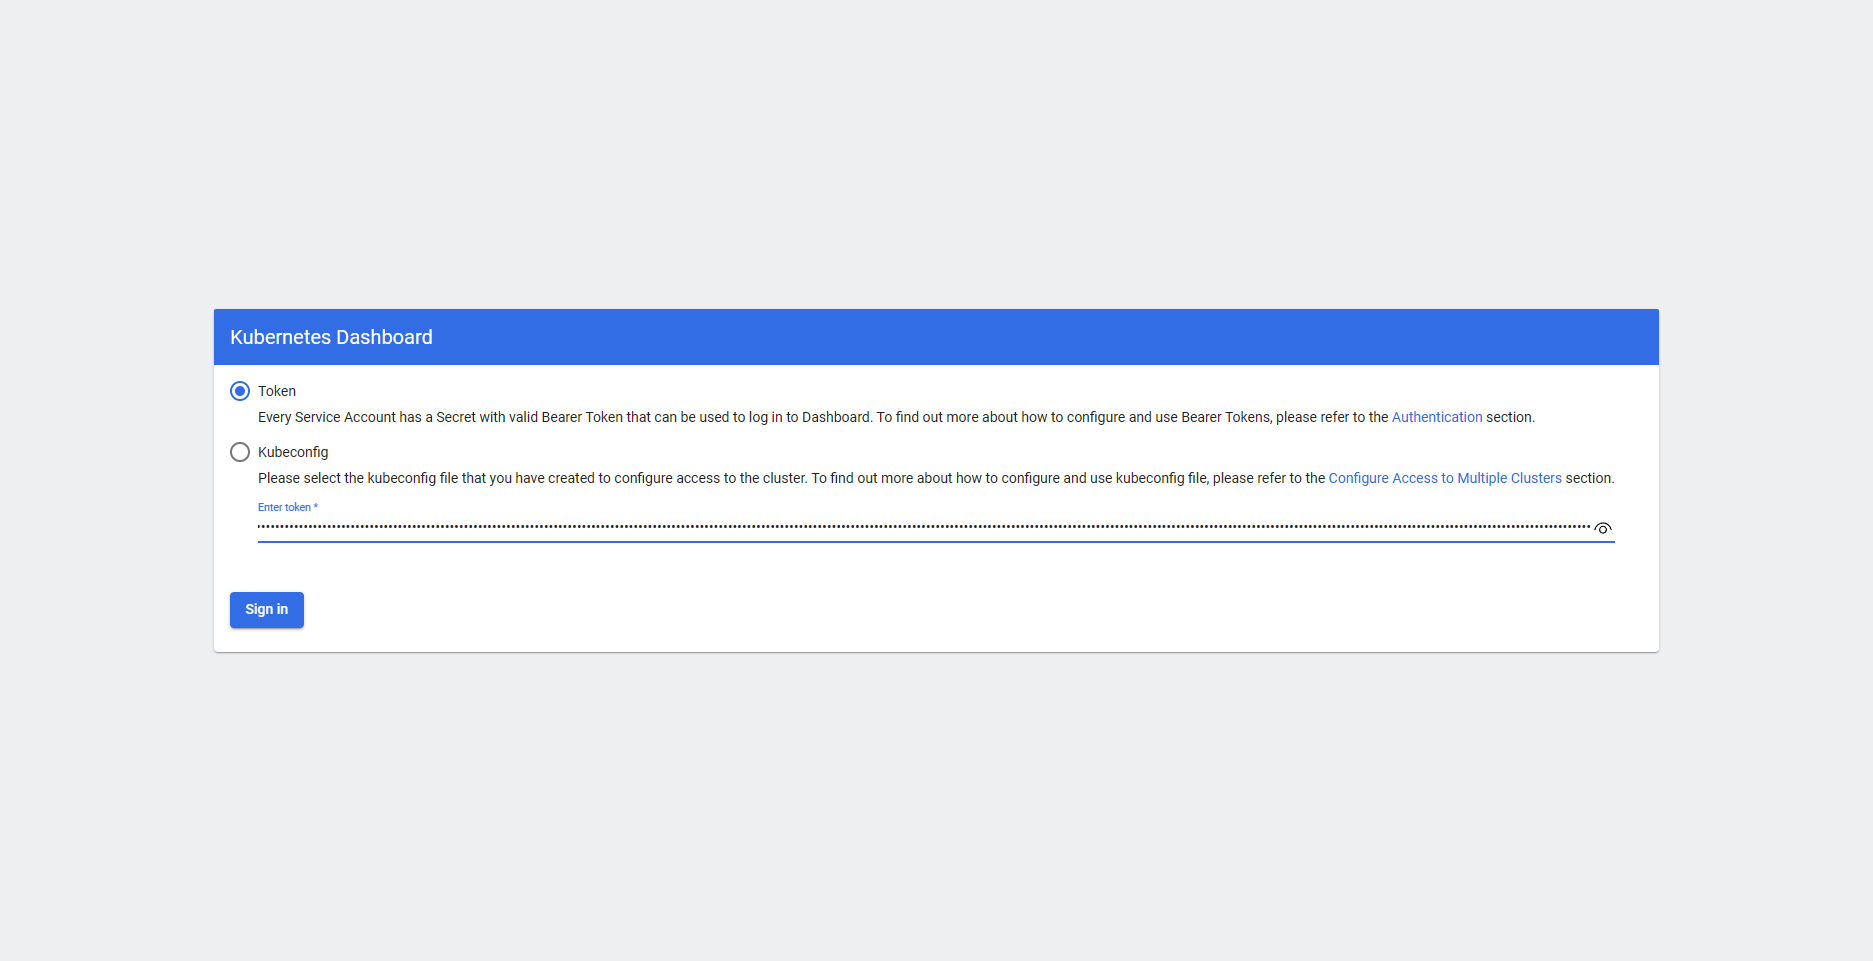 Kubernetes Dashboard
Token
Every Service Account has a Secret with valid Bearer Token that can be used to log in to Dashboard. To find out more about how to configure and use Bearer Tokens, please refer to the Authentication section.
Kubeconfig
Please select the kubeconfig file that you have created to configure access to the cluster. To find out more about how to configure and use kubeconfig file, please refer to the Configure Access to Multiple Clusters section.
Enter token *
Sign in